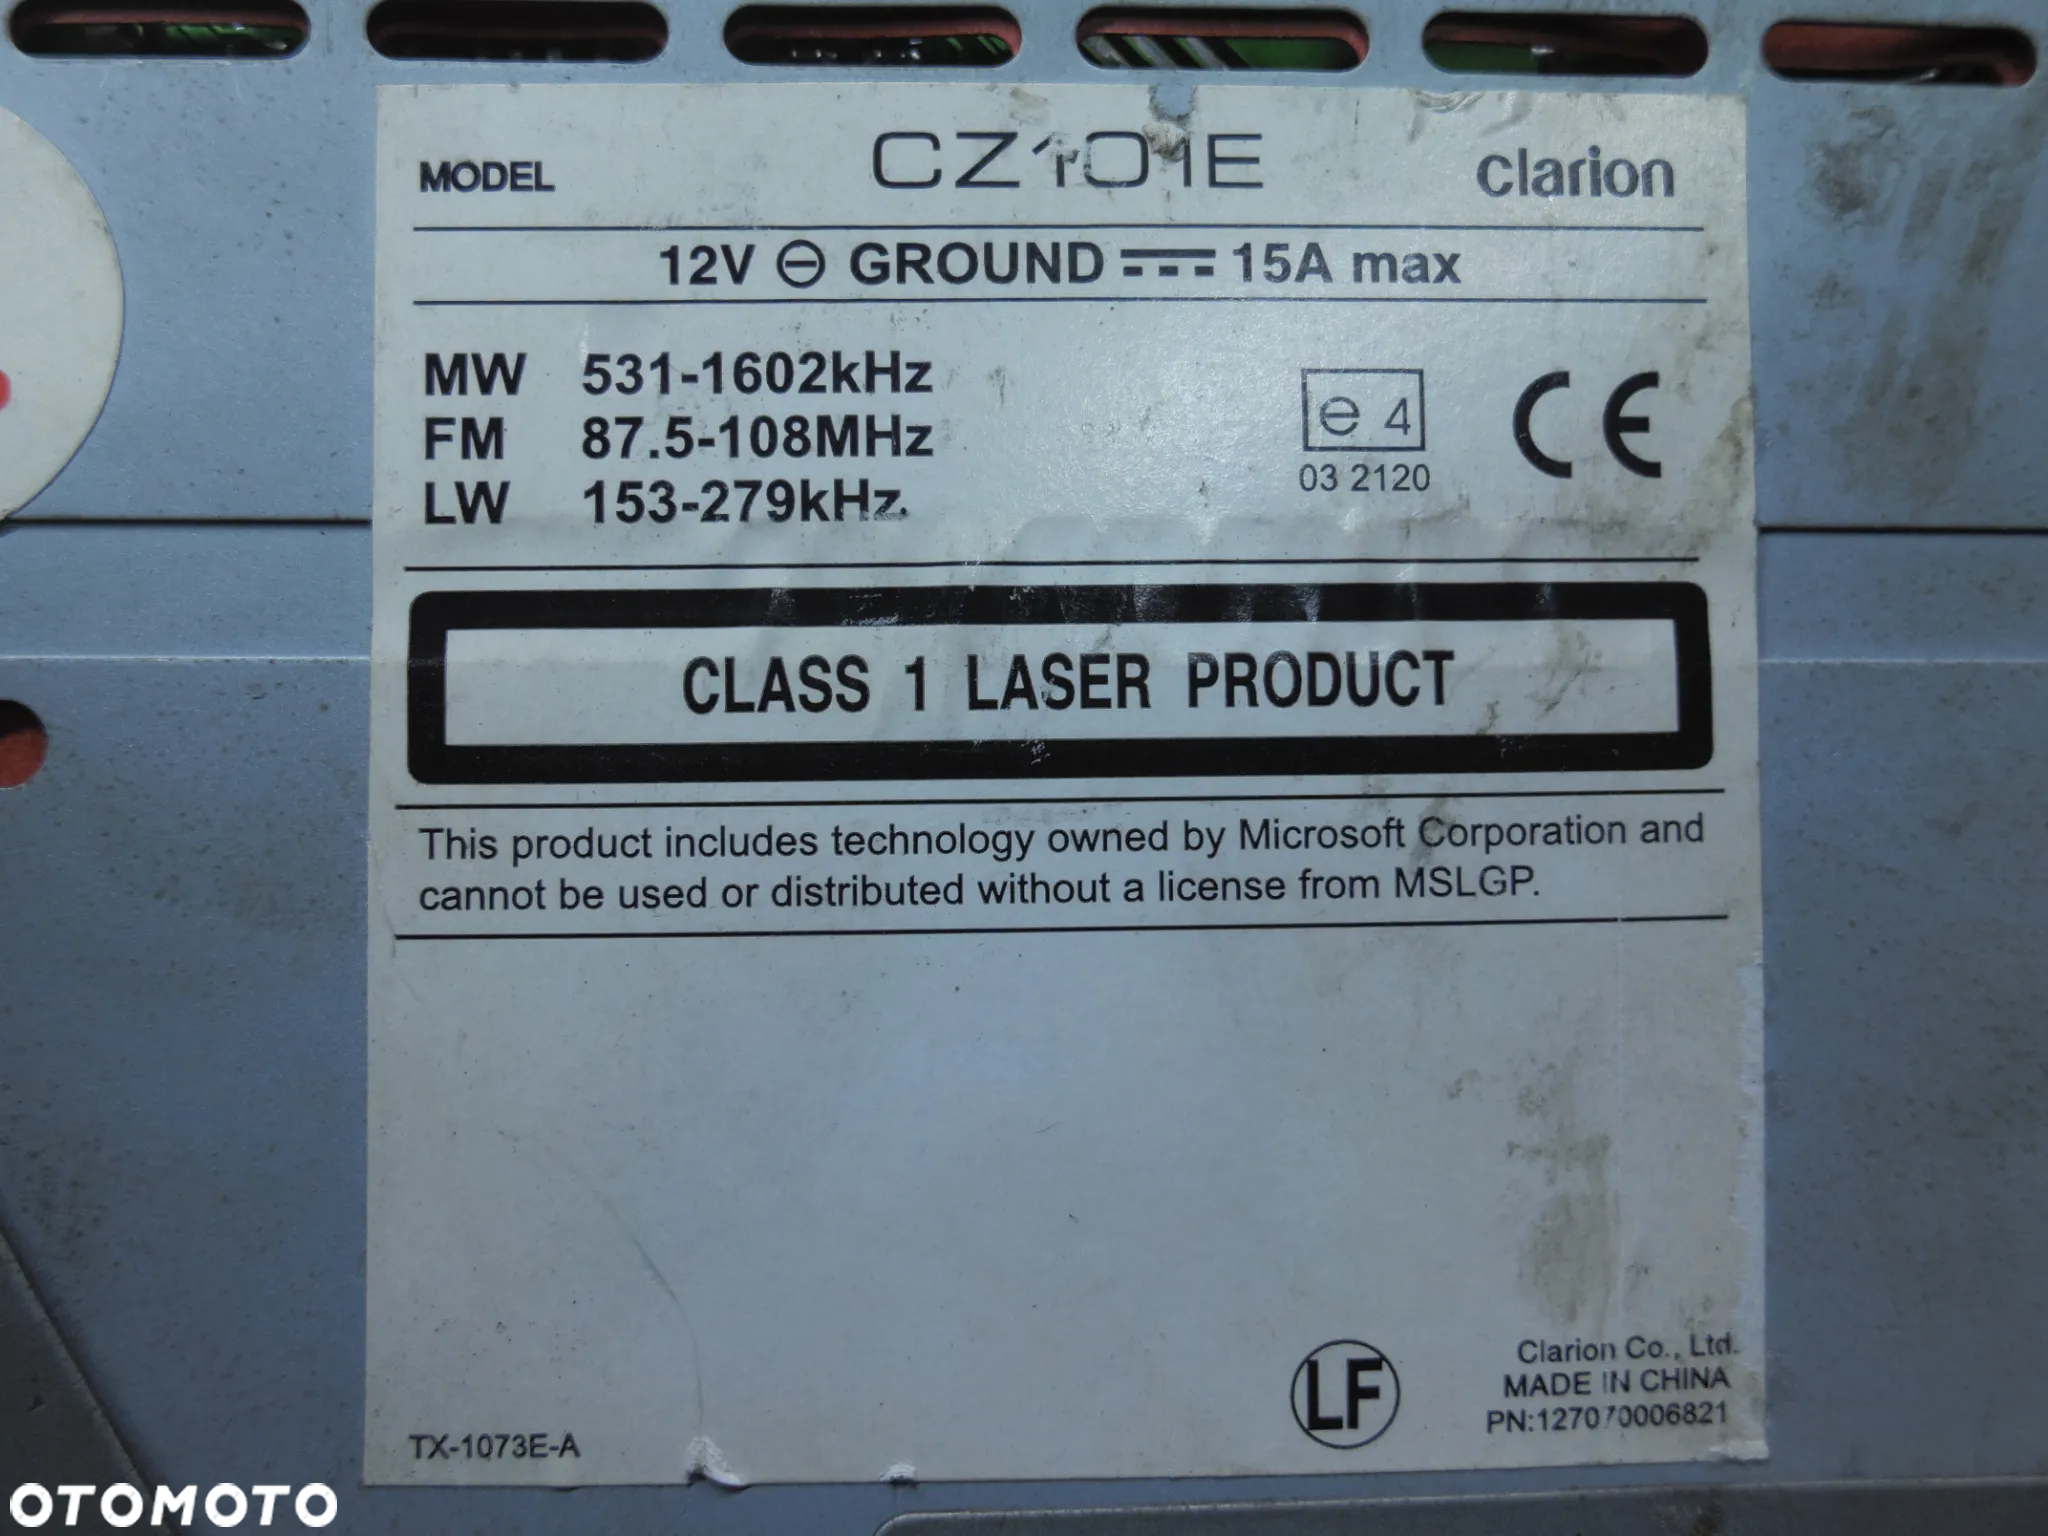 MODEL CZ101E Clarion
12V ⊖ GROUND ⎓ 15A max
MW 531-1602kHz
FM 87.5-108MHz
LW 153-279kHz
e 4
03 2120
CE
CLASS 1 LASER PRODUCT
This product includes technology owned by Microsoft Corporation and
cannot be used or distributed without a license from MSLGP.
LF
Clarion Co., Ltd.
MADE IN CHINA
PN:127070006821
TX-1073E-A
OTOMOTO